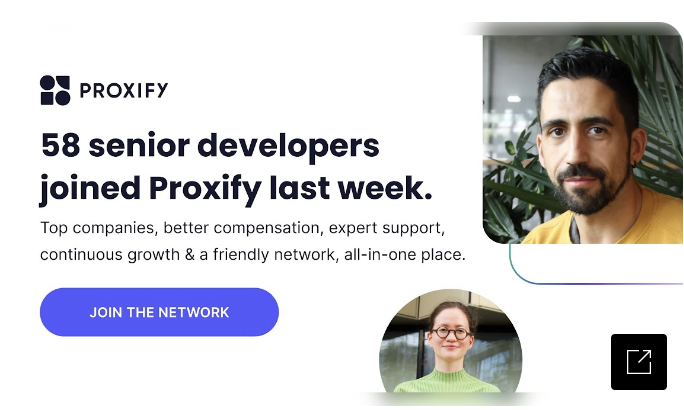 PROXIFY
58 senior developers
joined Proxify last week.
Top companies, better compensation, expert support,
continuous growth & a friendly network, all-in-one place.
JOIN THE NETWORK